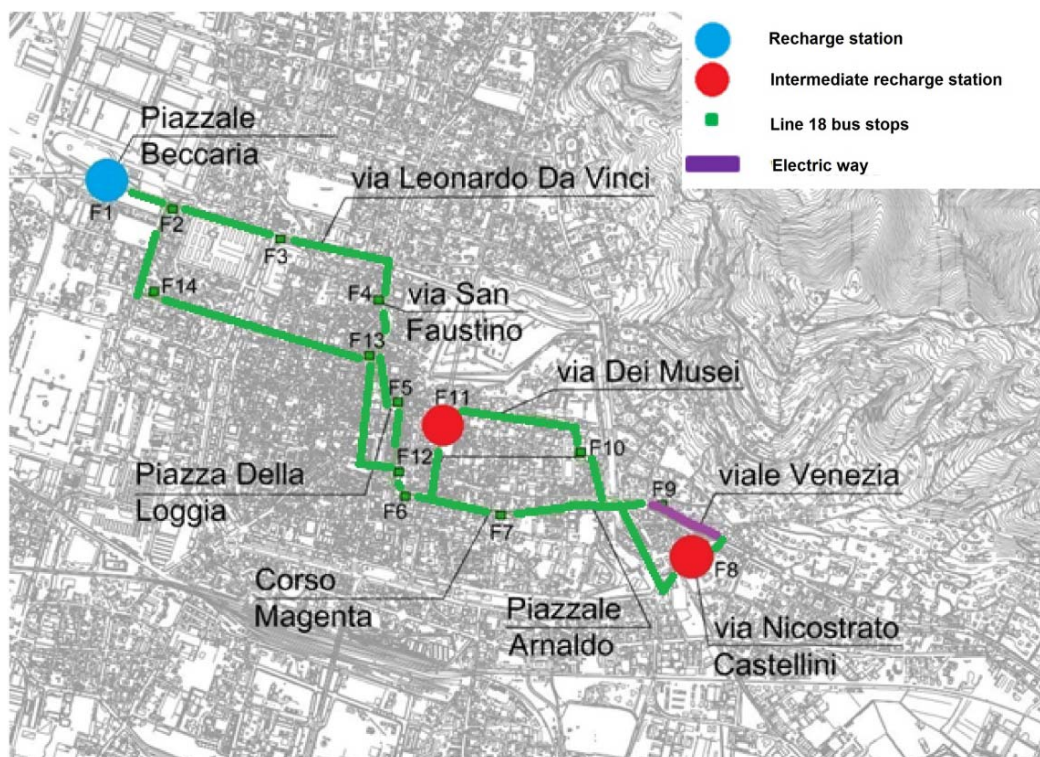 Recharge station
Intermediate recharge station
Line 18 bus stops
Electric way
Piazzale
Beccaria
via Leonardo Da Vinci
F1
F2
F3
F14
F4
via San
Faustino
F13
via Dei Musei
F5
F11
F10
F12
Piazza Della
Loggia
viale Venezia
F9
F6
F7
F8
Corso
Magenta
Piazzale
Arnaldo
via Nicostrato
Castellini